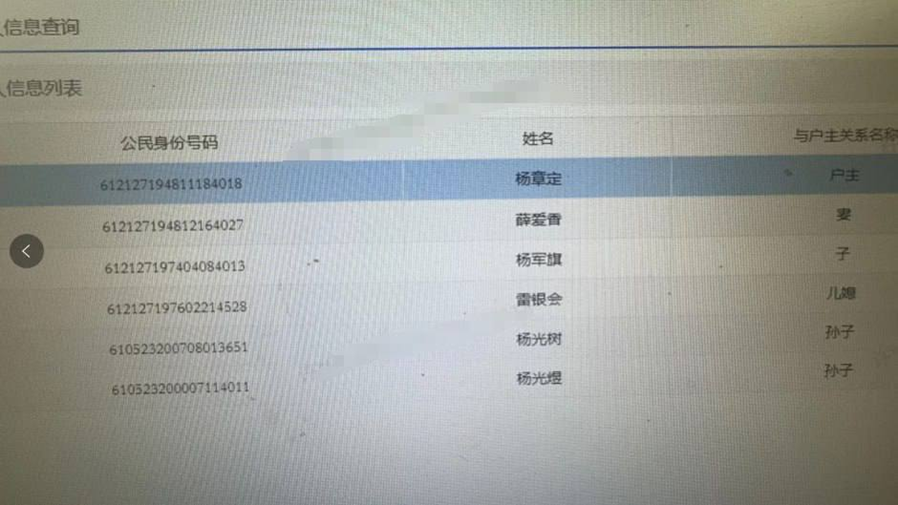 人信息查询
人信息列表
公民身份号码 姓名 与户主关系名称
612127194811184018 杨章定 户主
612127194812164027 薛爱香 妻
612127197404084013 杨军旗 子
612127197602214528 雷银会 儿媳
610523200708013651 杨光树 孙子
610523200007114011 杨光煜 孙子